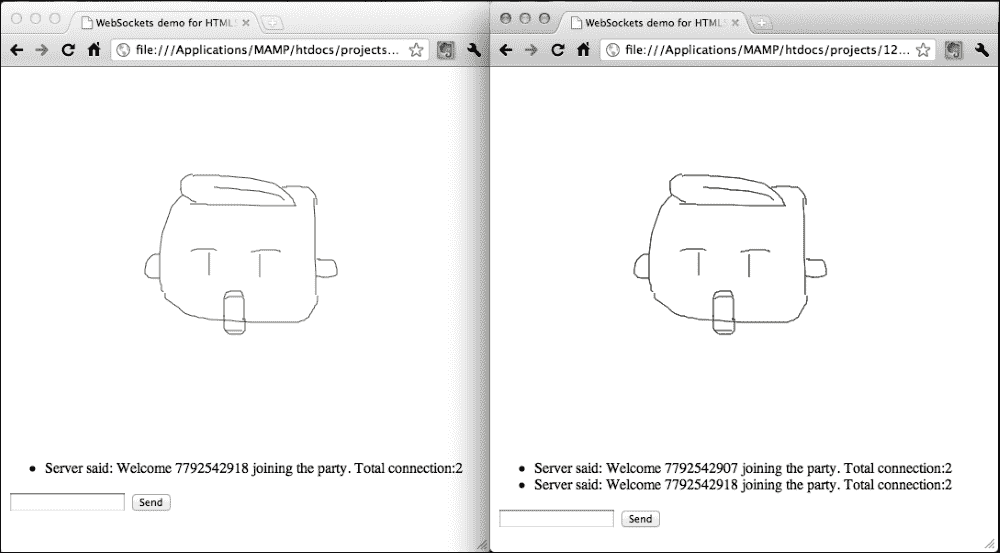 WebSockets demo for HTML
file:///Applications/MAMP/htdocs/projects...
Server said: Welcome 7792542918 joining the party. Total connection:2
Send
WebSockets demo for HTML
file:///Applications/MAMP/htdocs/projects/12...
Server said: Welcome 7792542907 joining the party. Total connection:2
Server said: Welcome 7792542918 joining the party. Total connection:2
Send